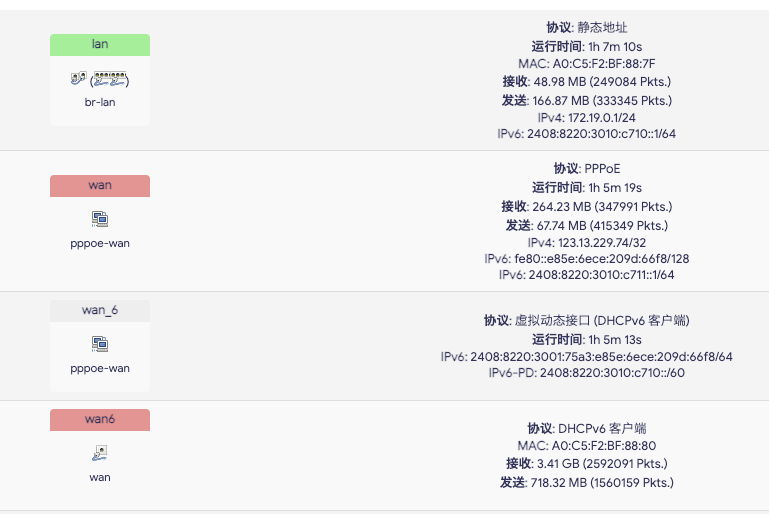 lan
br-lan
协议: 静态地址
运行时间: 1h 7m 10s
MAC: A0:C5:F2:BF:88:7F
接收: 48.98 MB (249084 Pkts.)
发送: 166.87 MB (333345 Pkts.)
IPv4: 172.19.0.1/24
IPv6: 2408:8220:3010:c710::1/64
wan
pppoe-wan
协议: PPPoE
运行时间: 1h 5m 19s
接收: 264.23 MB (347991 Pkts.)
发送: 67.74 MB (415349 Pkts.)
IPv4: 123.13.229.74/32
IPv6: fe80::e85e:6ece:209d:66f8/128
IPv6: 2408:8220:3010:c711::1/64
wan_6
pppoe-wan
协议: 虚拟动态接口 (DHCPv6 客户端)
运行时间: 1h 5m 13s
IPv6: 2408:8220:3001:75a3:e85e:6ece:209d:66f8/64
IPv6-PD: 2408:8220:3010:c710::/60
wan6
wan
协议: DHCPv6 客户端
MAC: A0:C5:F2:BF:88:80
接收: 3.41 GB (2592091 Pkts.)
发送: 718.32 MB (1560159 Pkts.)